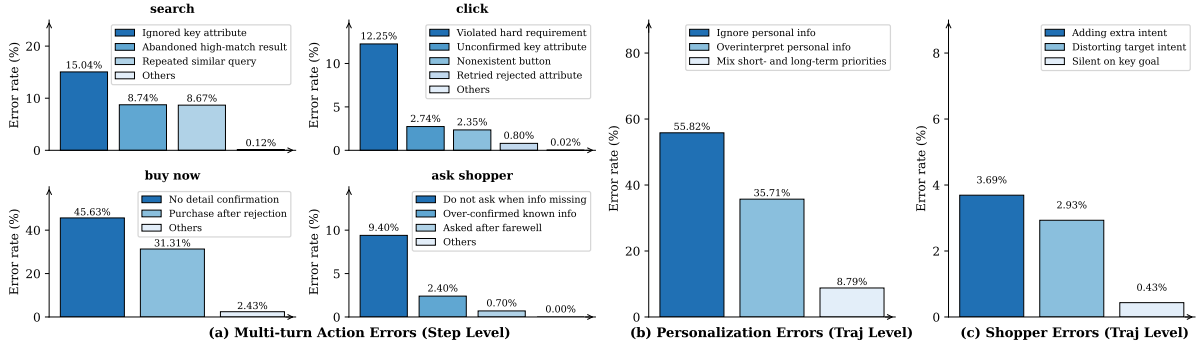 search
Error rate (%)
20
10
0
15.04%
8.74%
8.67%
0.12%
Ignored key attribute
Abandoned high-match result
Repeated similar query
Others
click
Error rate (%)
10
5
0
12.25%
2.74%
2.35%
0.80%
0.02%
Violated hard requirement
Unconfirmed key attribute
Nonexistent button
Retried rejected attribute
Others
buy now
Error rate (%)
40
20
0
45.63%
31.31%
2.43%
No detail confirmation
Purchase after rejection
Others
ask shopper
Error rate (%)
10
5
0
9.40%
2.40%
0.70%
0.00%
Do not ask when info missing
Over-confirmed known info
Asked after farewell
Others
(a) Multi-turn Action Errors (Step Level)
Error rate (%)
80
60
40
20
0
55.82%
35.71%
8.79%
Ignore personal info
Overinterpret personal info
Mix short- and long-term priorities
(b) Personalization Errors (Traj Level)
Error rate (%)
8
6
4
2
0
3.69%
2.93%
0.43%
Adding extra intent
Distorting target intent
Silent on key goal
(c) Shopper Errors (Traj Level)